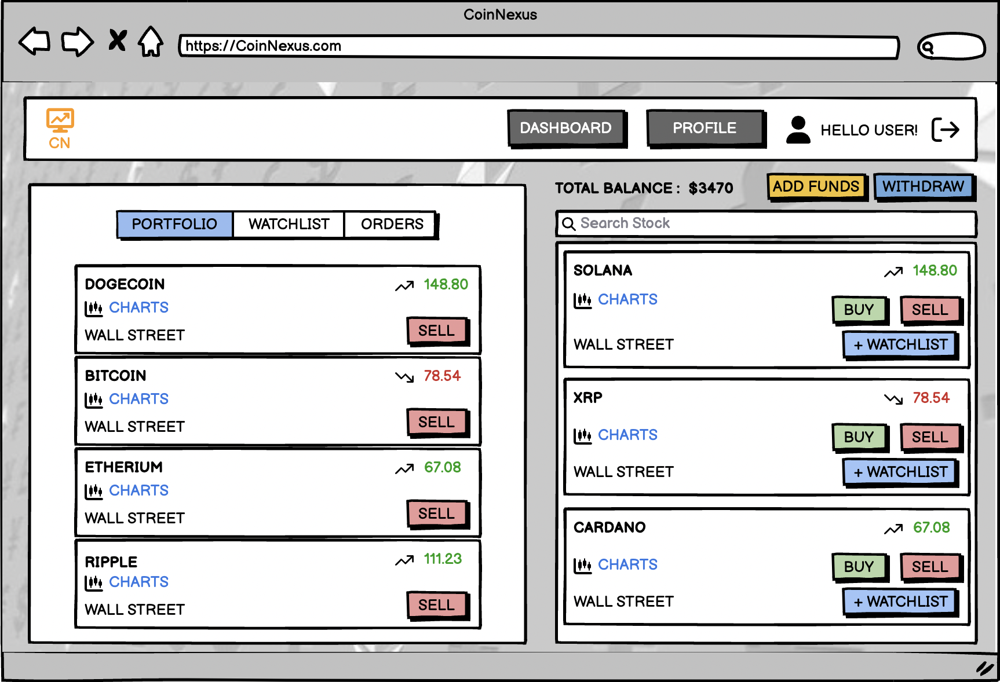 CoinNexus
https://CoinNexus.com
CN
DASHBOARD
PROFILE
HELLO USER!
TOTAL BALANCE : $3470
ADD FUNDS
WITHDRAW
PORTFOLIO
WATCHLIST
ORDERS
DOGECOIN
148.80
CHARTS
WALL STREET
SELL
BITCOIN
78.54
CHARTS
WALL STREET
SELL
ETHERIUM
67.08
CHARTS
WALL STREET
SELL
RIPPLE
111.23
CHARTS
WALL STREET
SELL
Search Stock
SOLANA
148.80
CHARTS
BUY
SELL
WALL STREET
+ WATCHLIST
XRP
78.54
CHARTS
BUY
SELL
WALL STREET
+ WATCHLIST
CARDANO
67.08
CHARTS
BUY
SELL
WALL STREET
+ WATCHLIST